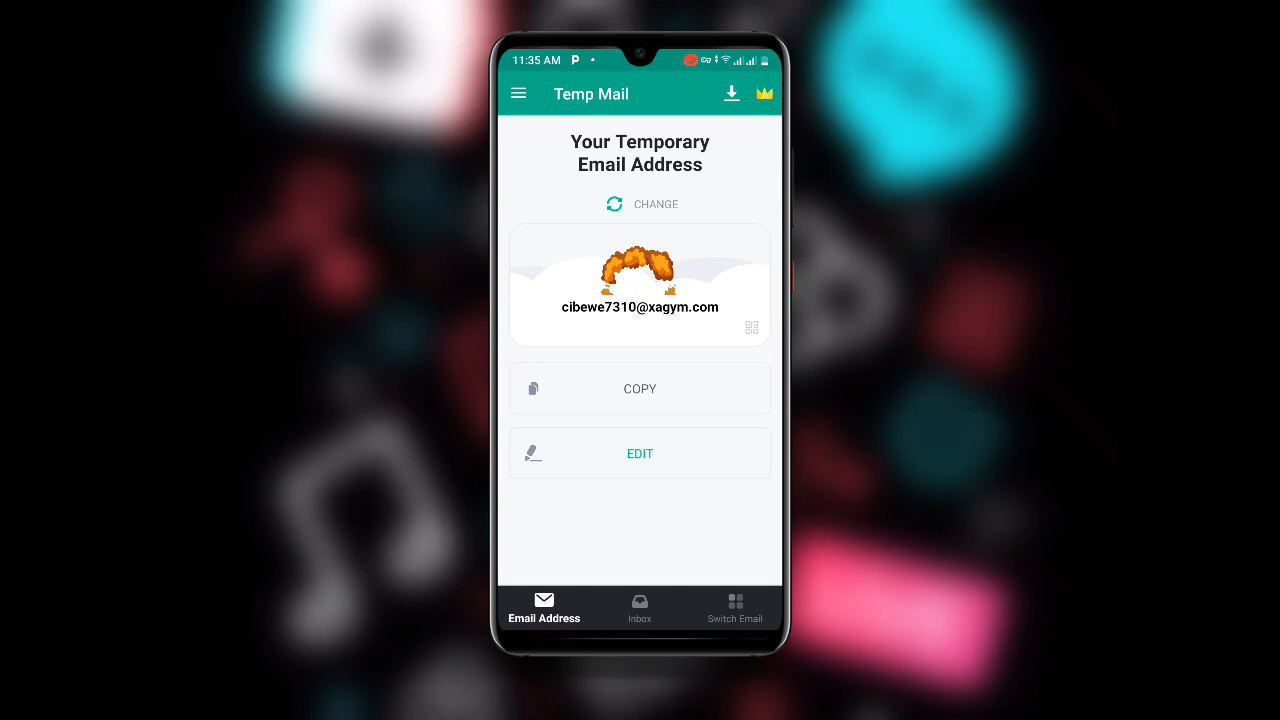 11:35 AM P
Temp Mail
Your Temporary
Email Address
CHANGE
cibewe7310@xagym.com
COPY
EDIT
Email Address
Inbox
Switch Email